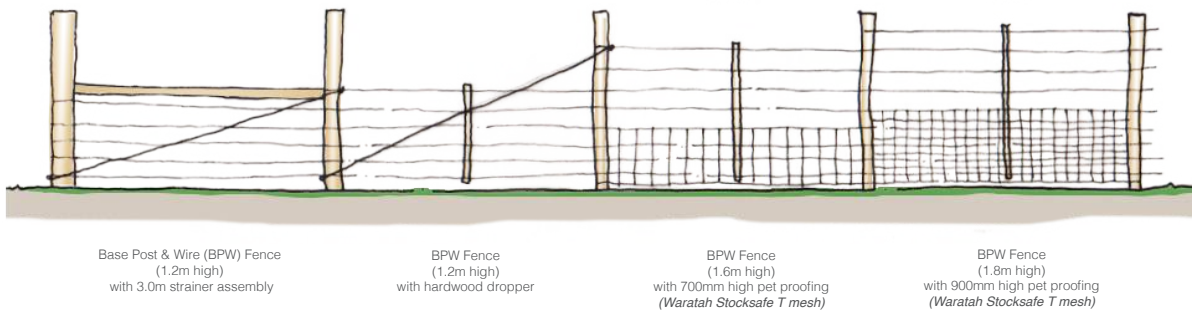 Base Post & Wire (BPW) Fence
(1.2m high)
with 3.0m strainer assembly
BPW Fence
(1.2m high)
with hardwood dropper
BPW Fence
(1.6m high)
with 700mm high pet proofing
(Waratah Stocksafe T mesh)
BPW Fence
(1.8m high)
with 900mm high pet proofing
(Waratah Stocksafe T mesh)